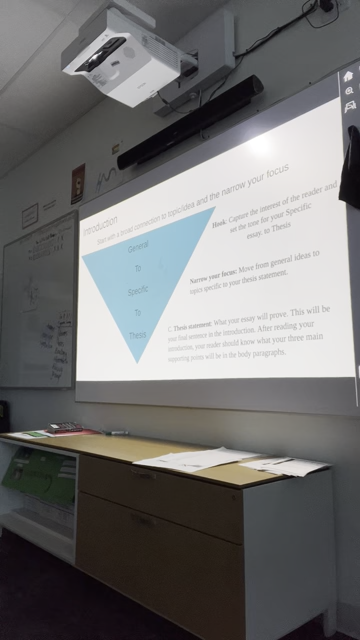 Introduction
Start with a broad connection to topic/idea and the narrow your focus
General
To
Specific
To
Thesis
Hook: Capture the interest of the reader and
set the tone for your Specific
essay. to Thesis
Narrow your focus: Move from general ideas to
topics specific to your thesis statement.
C. Thesis statement: What your essay will prove. This will be
your final sentence in the introduction. After reading your
introduction, your reader should know what your three main
supporting points will be in the body paragraphs.